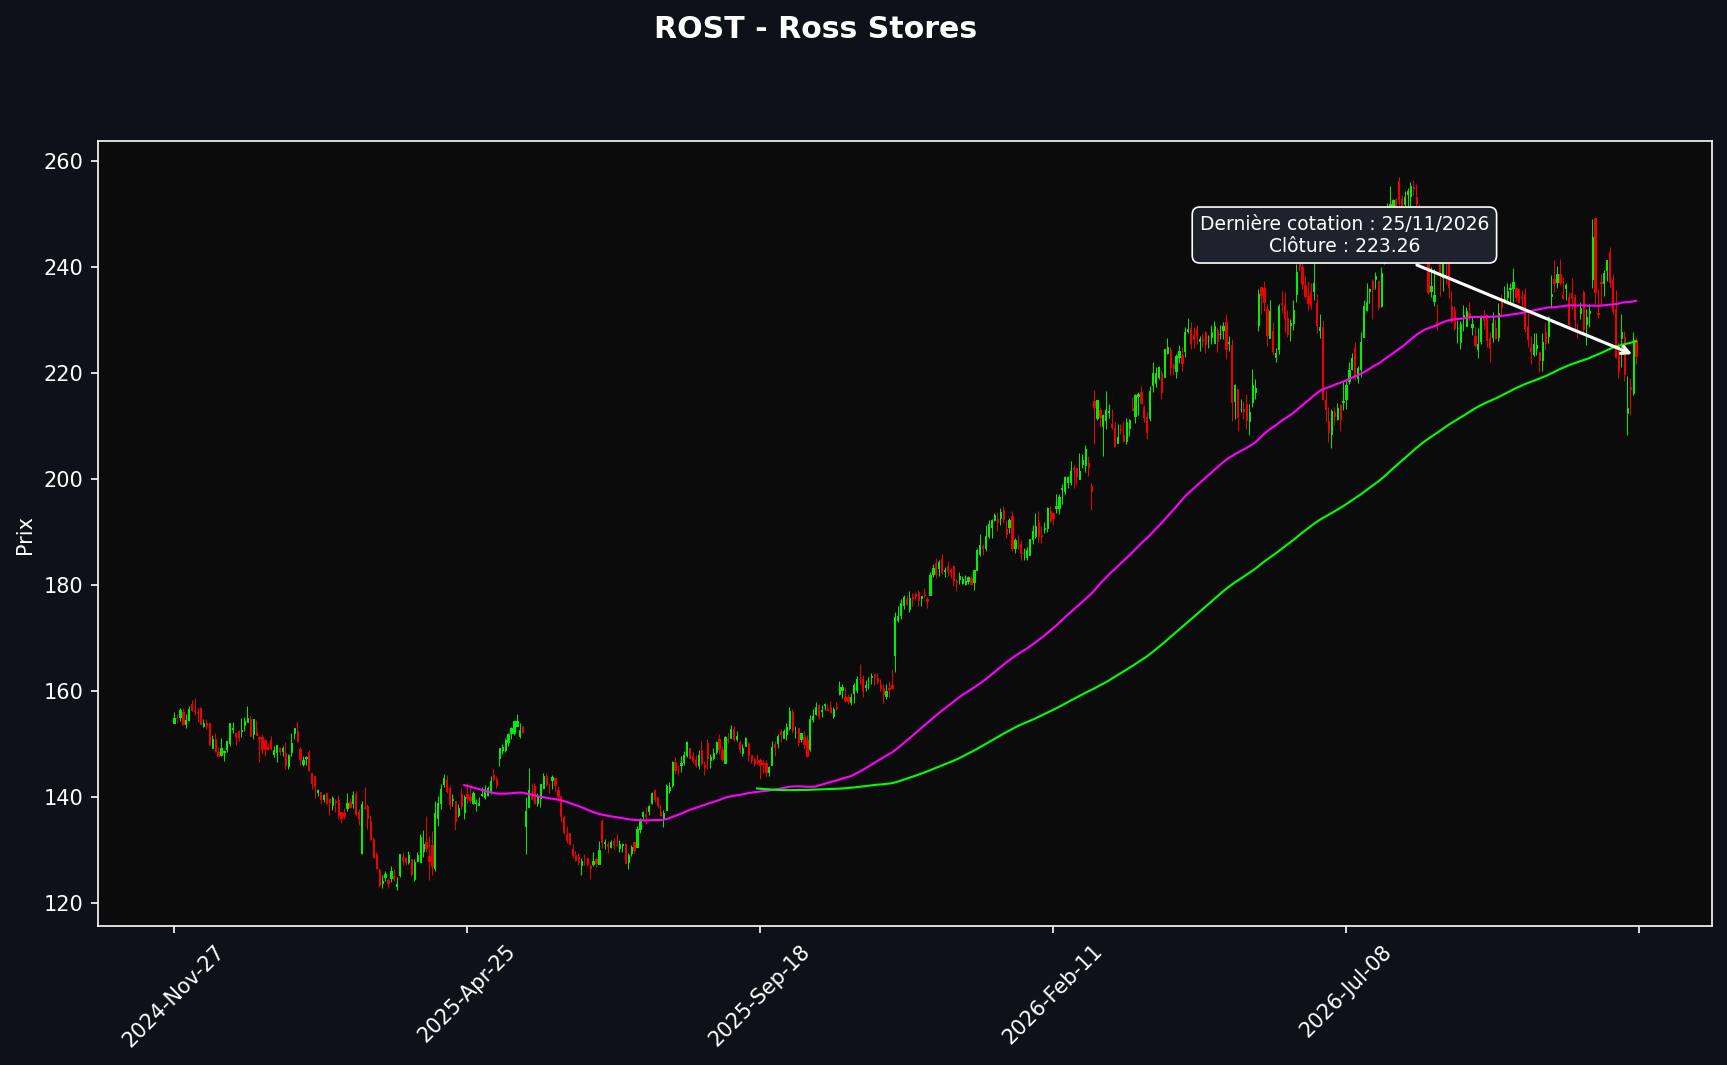 ROST - Ross Stores
Prix
260
240
220
200
180
160
140
120
Dernière cotation : 25/11/2026
Clôture : 223.26
2024-Nov-27
2025-Apr-25
2025-Sep-18
2026-Feb-11
2026-Jul-08